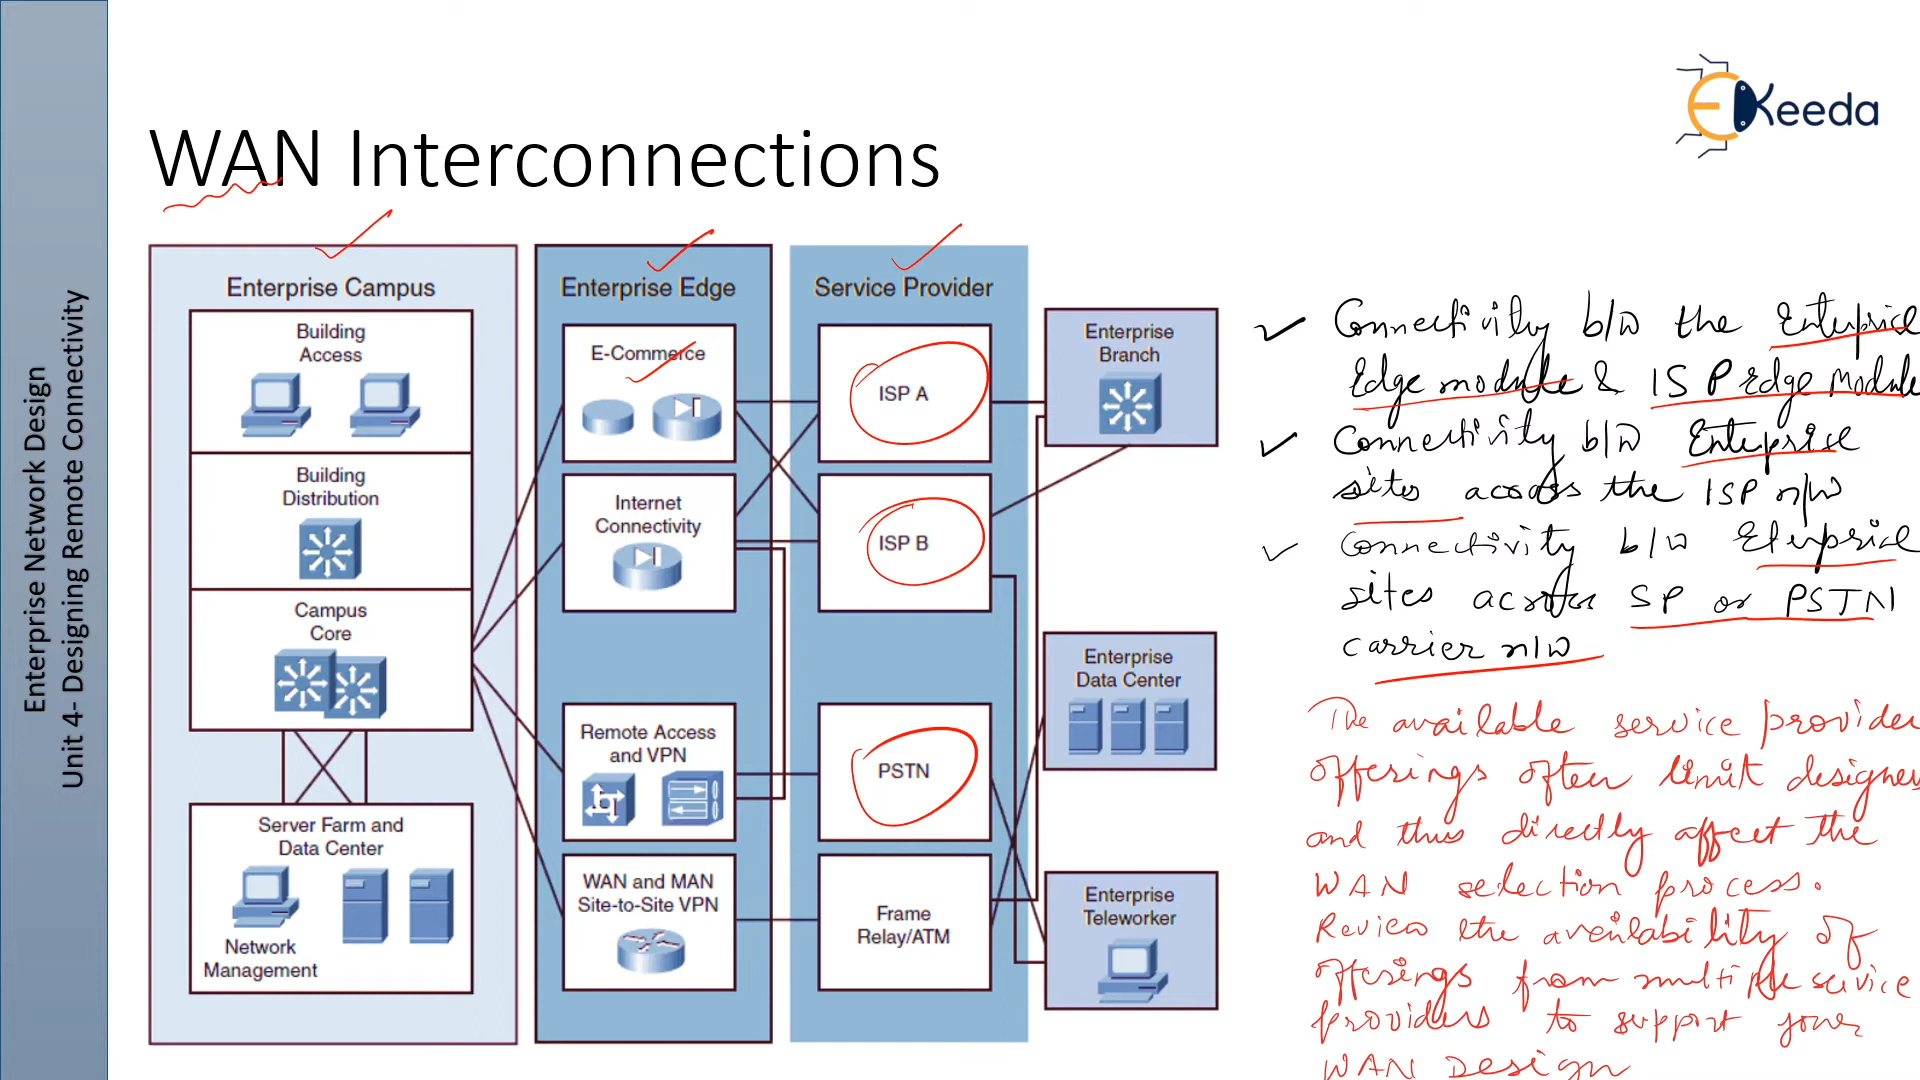 Enterprise Network Design
Unit 4- Designing Remote Connectivity
EKeeda
WAN Interconnections
Enterprise Campus
Building
Access
Building
Distribution
Campus
Core
Server Farm and
Data Center
Network
Management
Enterprise Edge
E-Commerce
Internet
Connectivity
Remote Access
and VPN
WAN and MAN
Site-to-Site VPN
Service Provider
ISP A
ISP B
PSTN
Frame
Relay/ATM
Enterprise
Branch
Enterprise
Data Center
Enterprise
Teleworker
✓ Connectivity b/w the Enterprise
Edge module & ISP Edge Module
✓ Connectivity b/w Enterprise
sites across the ISP n/w
✓ Connectivity b/w Eterprise
sites across SP or PSTN
carrier n/w
The available service provider
offerings often limit designers
and thus directly affect the
WAN selection process.
Review the availability of
offerings from multiple service
providers to support your
WAN Design